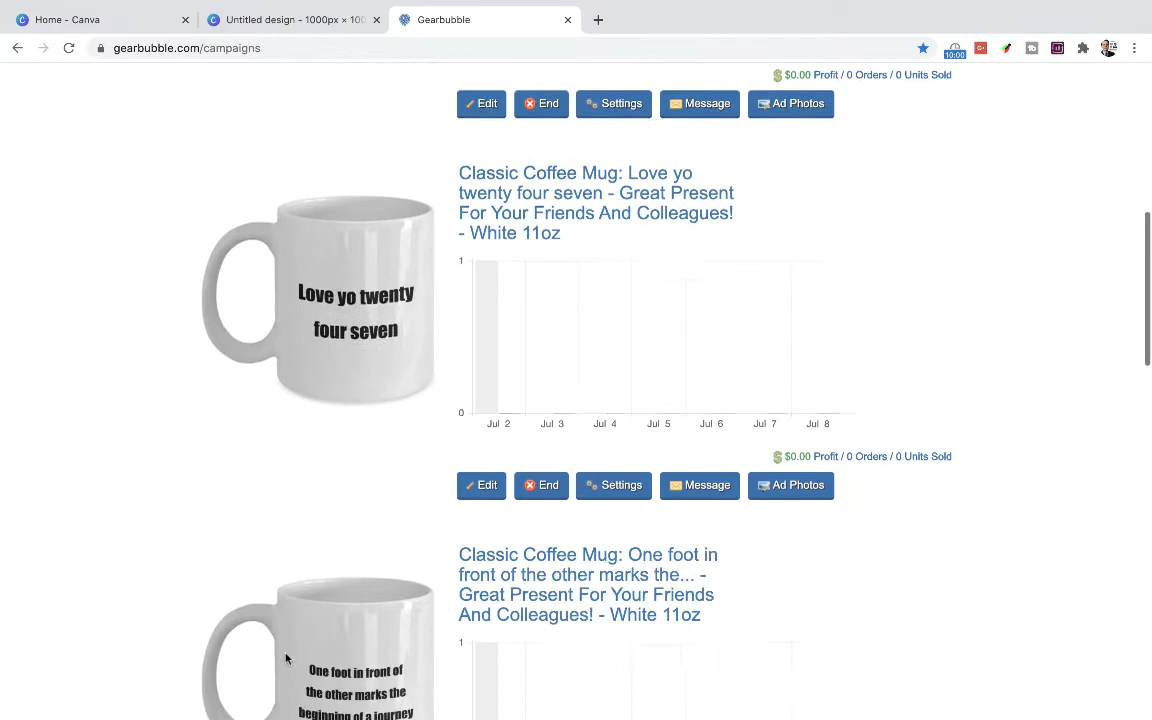 Home - Canva
Untitled design - 1000px × 100
Gearbubble
gearbubble.com/campaigns
10:00
$0.00 Profit / 0 Orders / 0 Units Sold
Edit End Settings Message Ad Photos
Classic Coffee Mug: Love yo
twenty four seven - Great Present
For Your Friends And Colleagues!
- White 11oz
Love yo twenty
four seven
1
0
Jul 2 Jul 3 Jul 4 Jul 5 Jul 6 Jul 7 Jul 8
$0.00 Profit / 0 Orders / 0 Units Sold
Edit End Settings Message Ad Photos
Classic Coffee Mug: One foot in
front of the other marks the... -
Great Present For Your Friends
And Colleagues! - White 11oz
1
One foot in front of
the other marks the
beginning of a journey